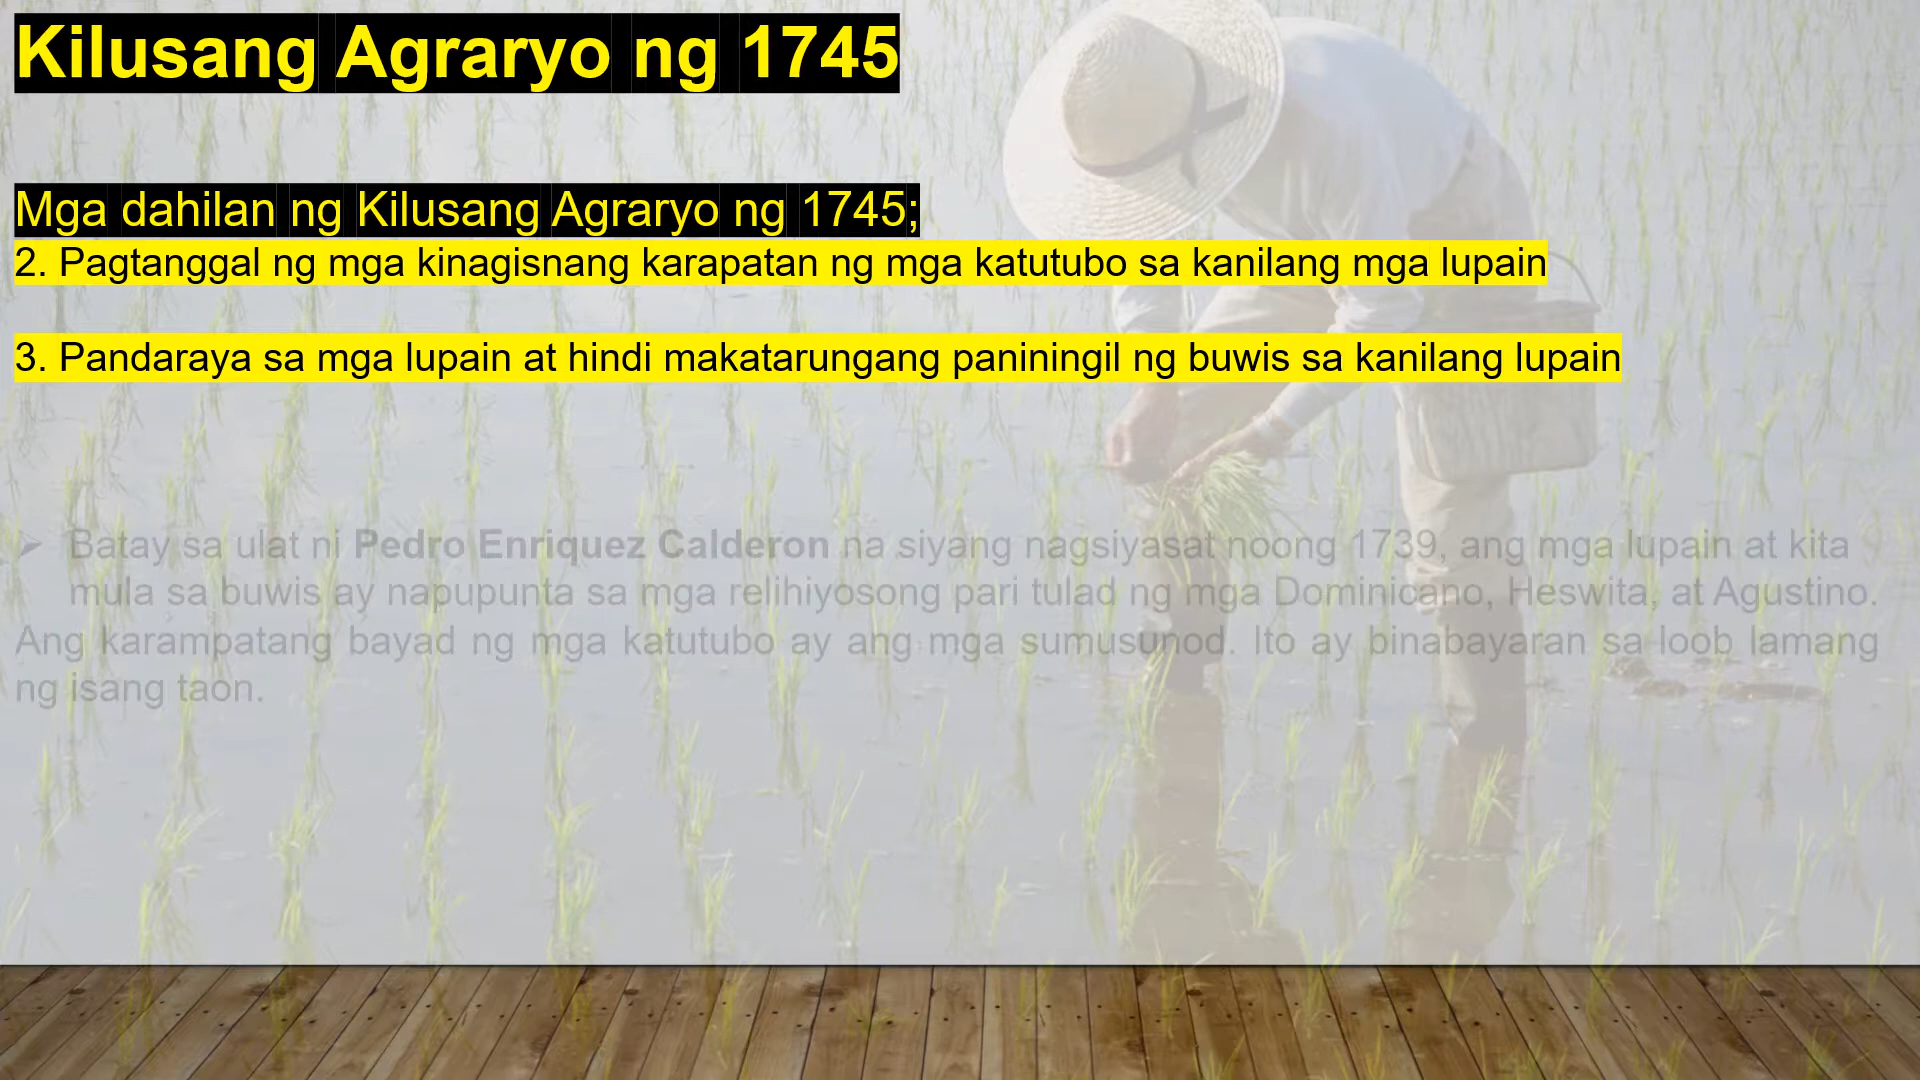 Kilusang Agraryo ng 1745
Mga dahilan ng Kilusang Agraryo ng 1745;
2. Pagtanggal ng mga kinagisnang karapatan ng mga katutubo sa kanilang mga lupain
3. Pandaraya sa mga lupain at hindi makatarungang paniningil ng buwis sa kanilang lupain
➢ Batay sa ulat ni Pedro Enriquez Calderon na siyang nagsiyasat noong 1739, ang mga lupain at kita
mula sa buwis ay napupunta sa mga relihiyosong pari tulad ng mga Dominicano, Heswita, at Agustino.
Ang karampatang bayad ng mga katutubo ay ang mga sumusunod. Ito ay binabayaran sa loob lamang
ng isang taon.